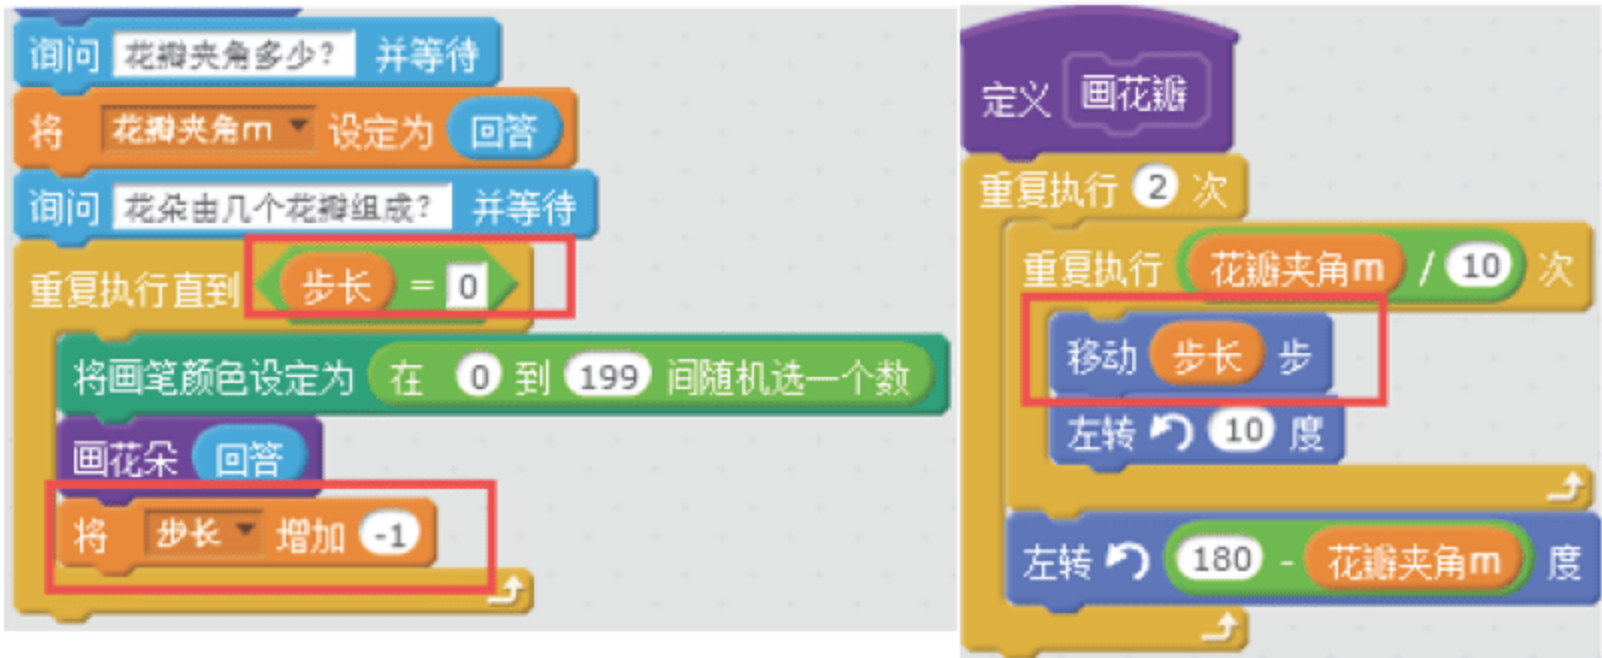 询问 花瓣夹角多少? 并等待
将 花瓣夹角m 设定为 回答
询问 花朵由几个花瓣组成? 并等待
重复执行直到 步长 = 0
将画笔颜色设定为 在 0 到 199 间随机选一个数
画花朵 回答
将 步长 增加 -1
定义 画花瓣
重复执行 2 次
重复执行 花瓣夹角m / 10 次
移动 步长 步
左转 10 度
左转 180 - 花瓣夹角m 度